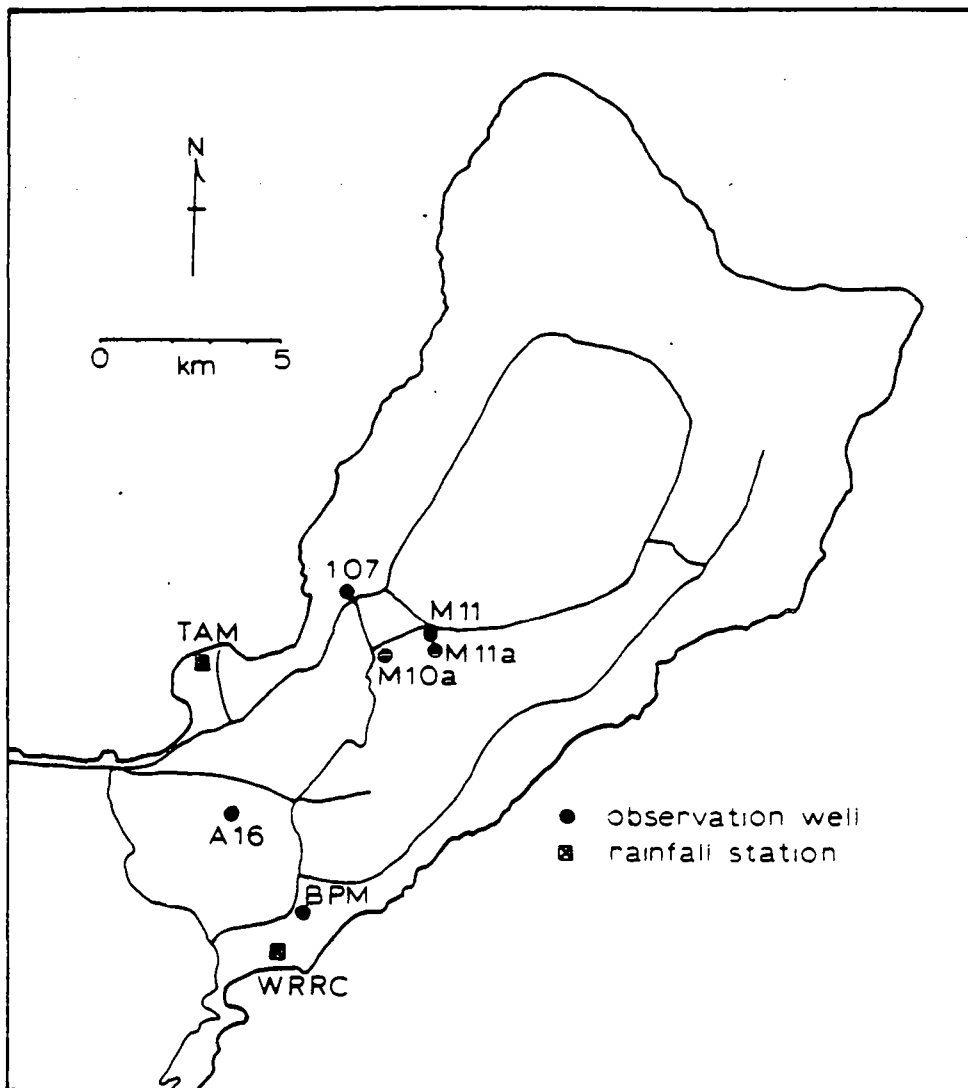 N
0 5
km
107
M11
TAM
M11a
M10a
A16
observation well
rainfall station
BPM
WRRC